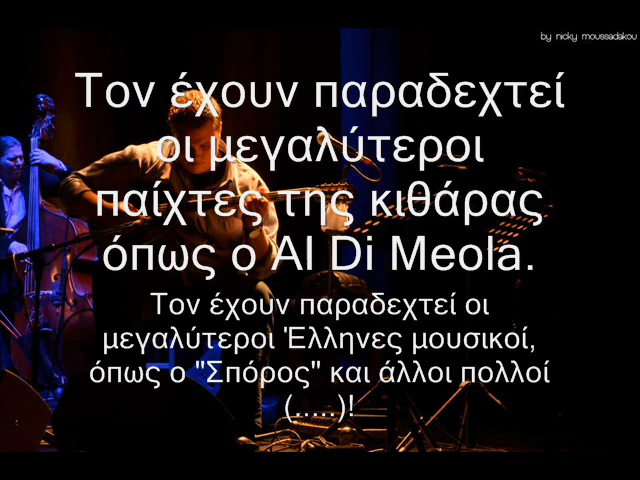 by nicky moussadakou
Τον έχουν παραδεχτεί
οι μεγαλύτεροι
παίχτες της κιθάρας
όπως ο Al Di Meola.
Τον έχουν παραδεχτεί οι
μεγαλύτεροι Έλληνες μουσικοί,
όπως ο "Σπόρος" και άλλοι πολλοί
(.....)!